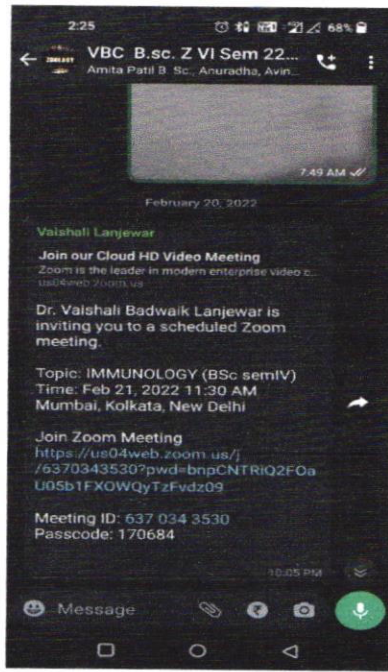 2:25
68%
VBC B.sc. Z VI Sem 22...
Amita Patil B. Sc., Anuradha, Avin...
7:49 AM
February 20, 2022
Vaishali Lanjewar
Join our Cloud HD Video Meeting
Zoom is the leader in modern enterprise video c...
us04web.zoom.us
Dr. Vaishali Badwaik Lanjewar is
inviting you to a scheduled Zoom
meeting.
Topic: IMMUNOLOGY (BSc semIV)
Time: Feb 21, 2022 11:30 AM
Mumbai, Kolkata, New Delhi
Join Zoom Meeting
https://us04web.zoom.us/j
/6370343530?pwd=bnpCNTRiQ2FOa
U05b1FXOWQyTzFvdz09
Meeting ID: 637 034 3530
Passcode: 170684
10:05 PM
Message